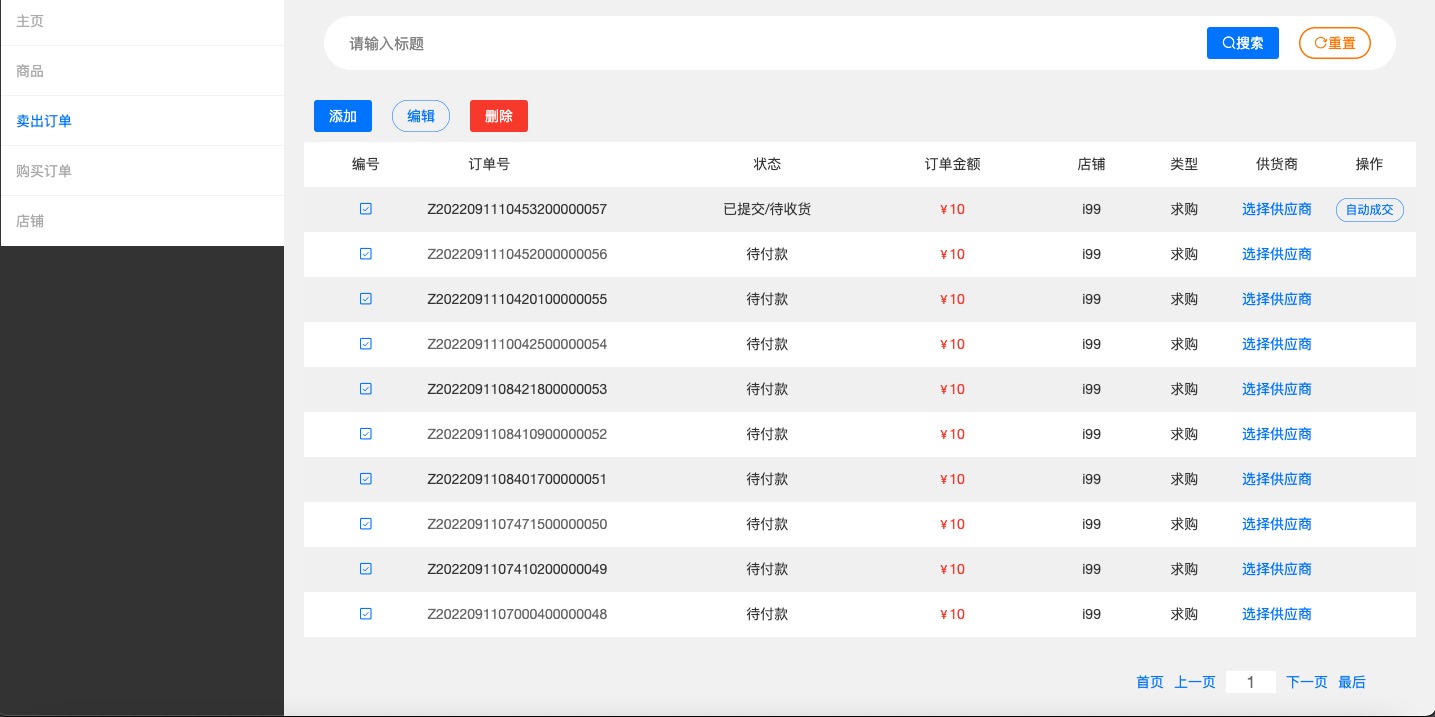 主页
商品
卖出订单
购买订单
店铺
请输入标题 搜索 重置
添加 编辑 删除
编号 订单号 状态 订单金额 店铺 类型 供货商 操作
Z2022091110453200000057 已提交/待收货 ¥10 i99 求购 选择供应商 自动成交
Z2022091110452000000056 待付款 ¥10 i99 求购 选择供应商
Z2022091110420100000055 待付款 ¥10 i99 求购 选择供应商
Z2022091110042500000054 待付款 ¥10 i99 求购 选择供应商
Z2022091108421800000053 待付款 ¥10 i99 求购 选择供应商
Z2022091108410900000052 待付款 ¥10 i99 求购 选择供应商
Z2022091108401700000051 待付款 ¥10 i99 求购 选择供应商
Z2022091107471500000050 待付款 ¥10 i99 求购 选择供应商
Z2022091107410200000049 待付款 ¥10 i99 求购 选择供应商
Z2022091107000400000048 待付款 ¥10 i99 求购 选择供应商
首页 上一页 1 下一页 最后